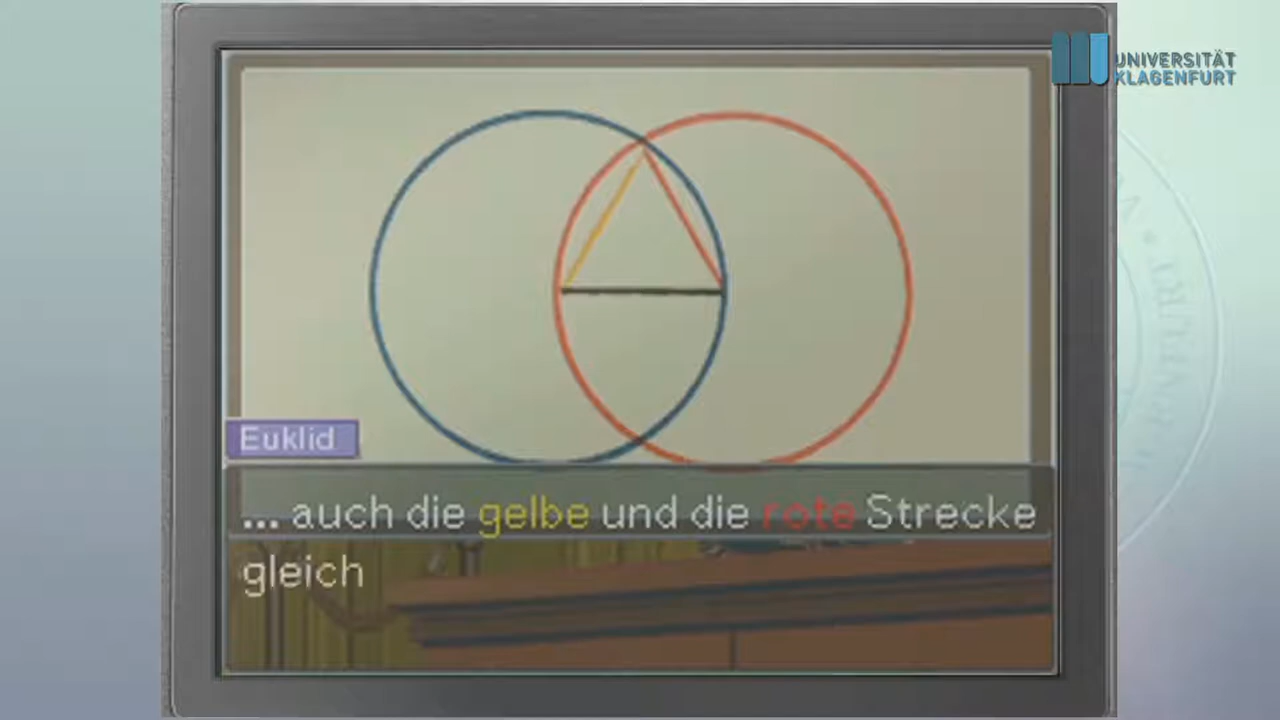 UNIVERSITÄT
KLAGENFURT
Euklid
... auch die gelbe und die rote Strecke
gleich